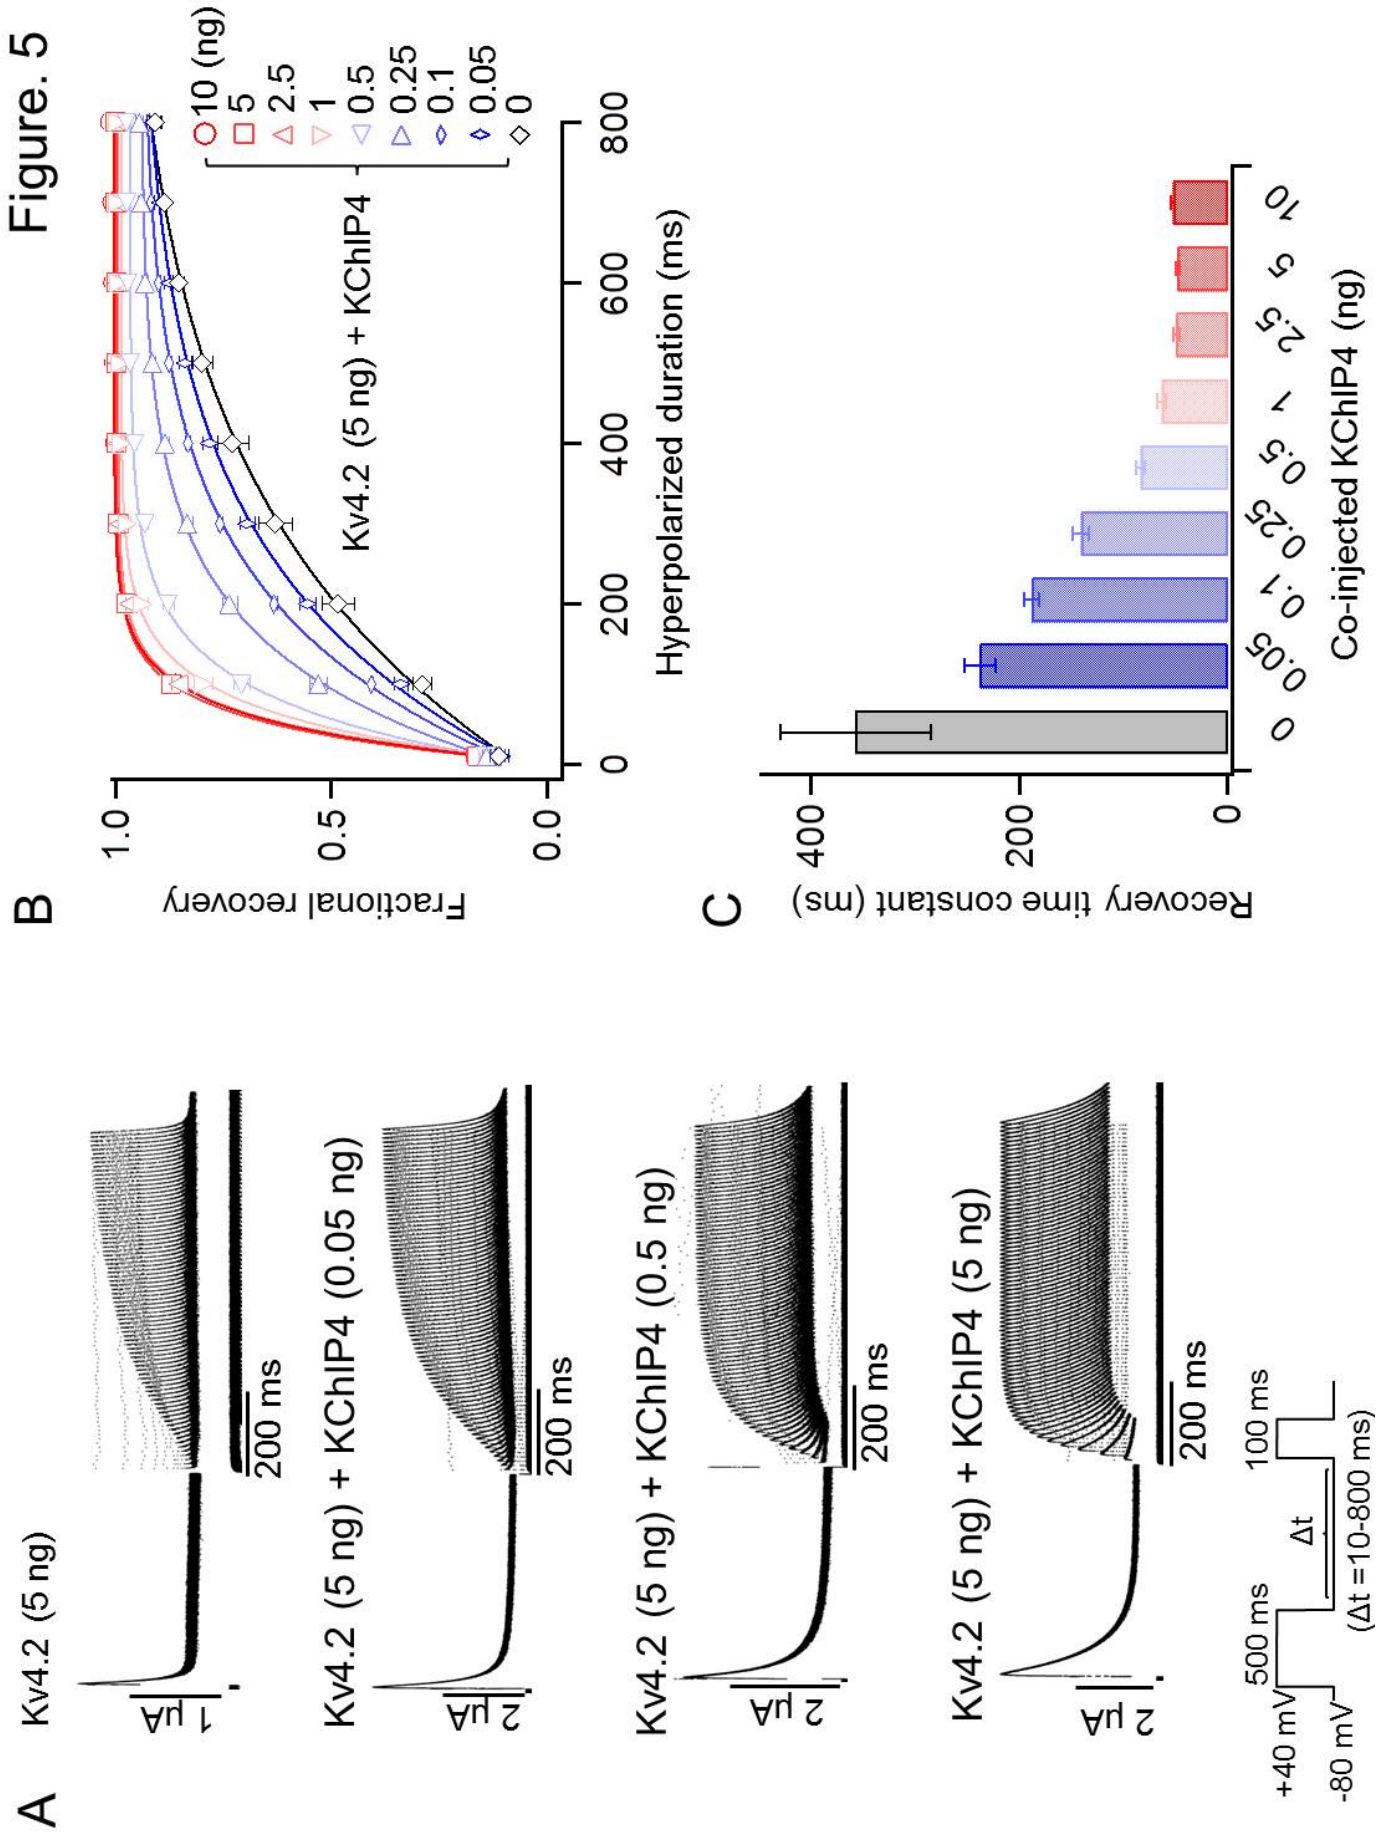 Figure. 5
A
Kv4.2 (5 ng)
1 µA
200 ms
Kv4.2 (5 ng) + KChIP4 (0.05 ng)
2 µA
200 ms
Kv4.2 (5 ng) + KChIP4 (0.5 ng)
2 µA
200 ms
Kv4.2 (5 ng) + KChIP4 (5 ng)
2 µA
200 ms
+40 mV
500 ms
Δt
100 ms
-80 mV
(Δt =10-800 ms)
B
Fractional recovery
1.0
0.5
0.0
0
200
400
600
800
Hyperpolarized duration (ms)
Kv4.2 (5 ng) + KChIP4
10 (ng)
5
2.5
1
0.5
0.25
0.1
0.05
0
C
Recovery time constant (ms)
400
200
0
0
0.05
0.1
0.25
0.5
1
2.5
5
10
Co-injected KChIP4 (ng)